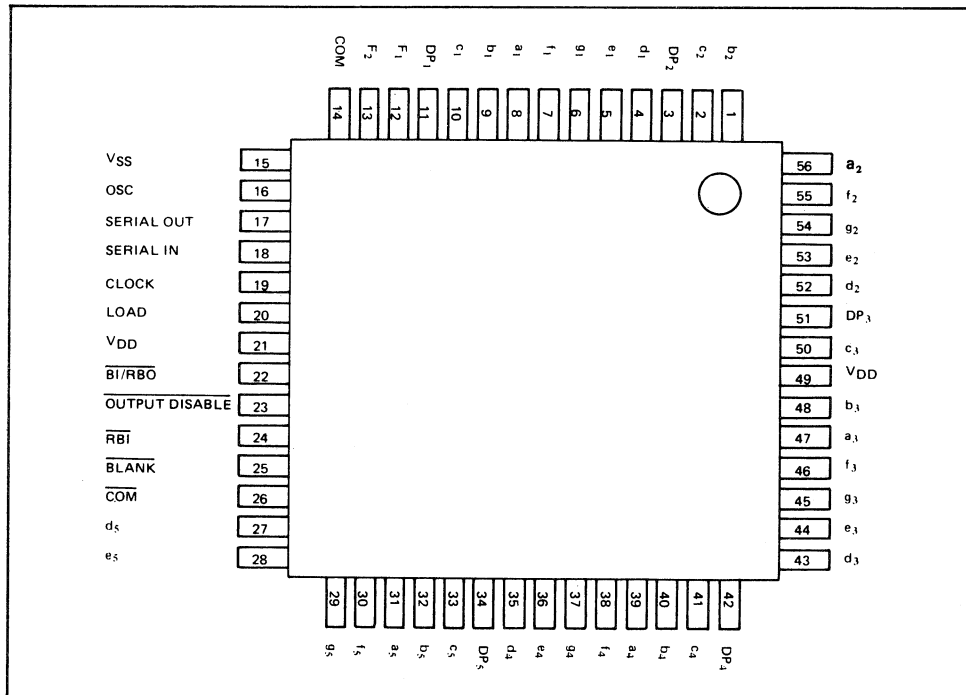 COM F₂ F₁ DP₁ c₁ b₁ a₁ f₁ g₁ e₁ d₁ DP₂ c₂ b₂
14 13 12 11 10 9 8 7 6 5 4 3 2 1
VSS 15
OSC 16
SERIAL OUT 17
SERIAL IN 18
CLOCK 19
LOAD 20
VDD 21
BI/RBO 22
OUTPUT DISABLE 23
RBI 24
BLANK 25
COM 26
d₅ 27
e₅ 28
56 a₂
55 f₂
54 g₂
53 e₂
52 d₂
51 DP₃
50 c₃
49 VDD
48 b₃
47 a₃
46 f₃
45 g₃
44 e₃
43 d₃
29 30 31 32 33 34 35 36 37 38 39 40 41 42
g₅ f₅ a₅ b₅ c₅ DP₅ d₄ e₄ g₄ f₄ a₄ b₄ c₄ DP₄